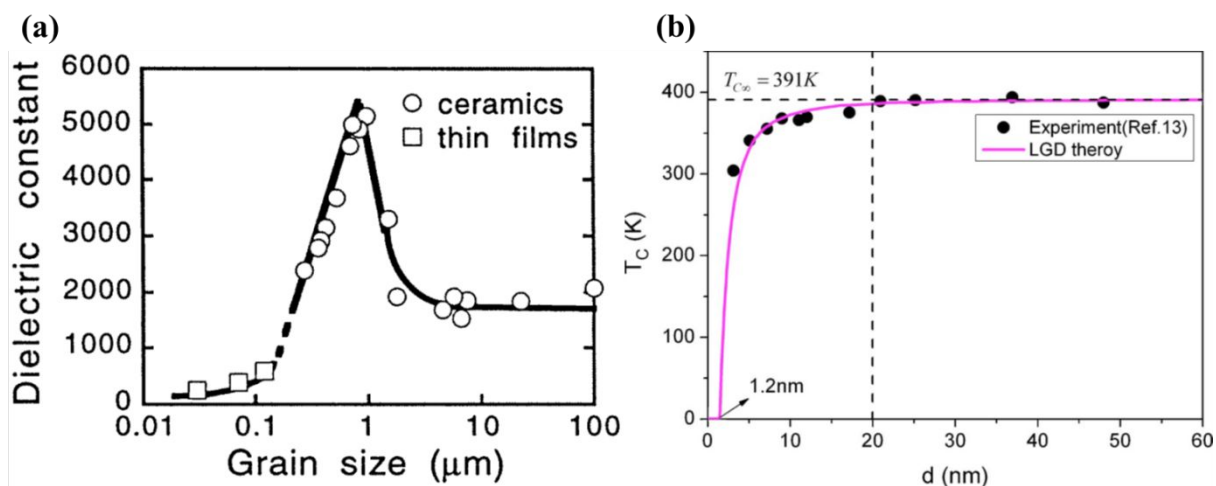 (a)
Dielectric constant
6000
5000
4000
3000
2000
1000
0
ceramics
thin films
0.01 0.1 1 10 100
Grain size (μm)
(b)
T_C (K)
400
300
200
100
0
T_C∞ = 391K
Experiment(Ref.13)
LGD theroy
1.2nm
0 10 20 30 40 50 60
d (nm)